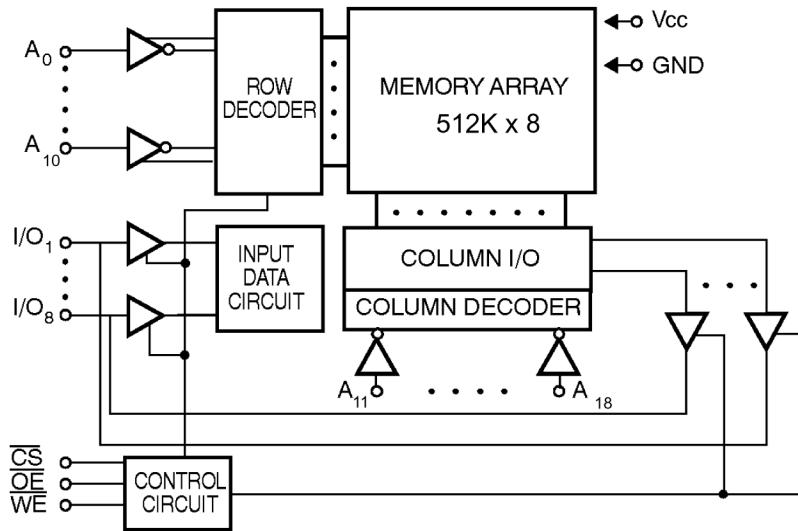 A0
A10
ROW
DECODER
MEMORY ARRAY
512K x 8
Vcc
GND
I/O1
I/O8
INPUT
DATA
CIRCUIT
COLUMN I/O
COLUMN DECODER
A11
A 18
CS
OE
WE
CONTROL
CIRCUIT